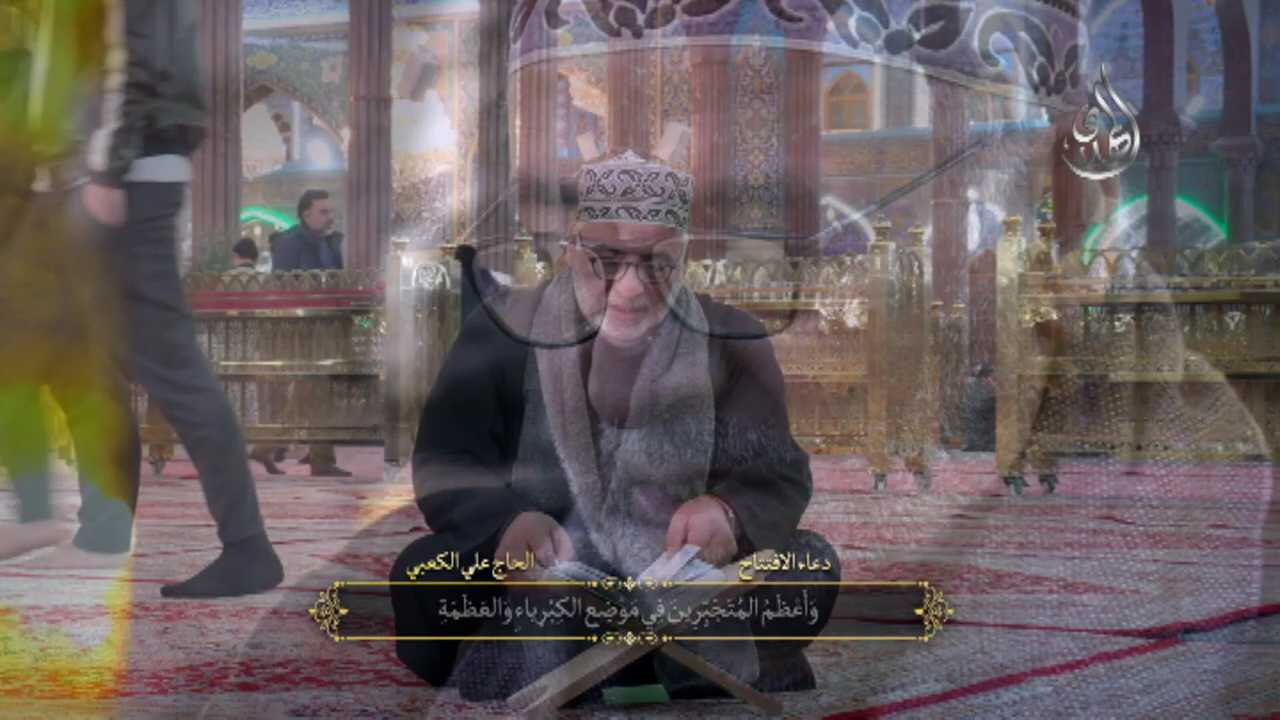 دعاء الافتتاح
الحاج علي الكعبي
وَأَعْظَمُ المُتَجَبِّرِينَ فِي مَوْضِعِ الكِبْرِياءِ وَالعَظَمَةِ